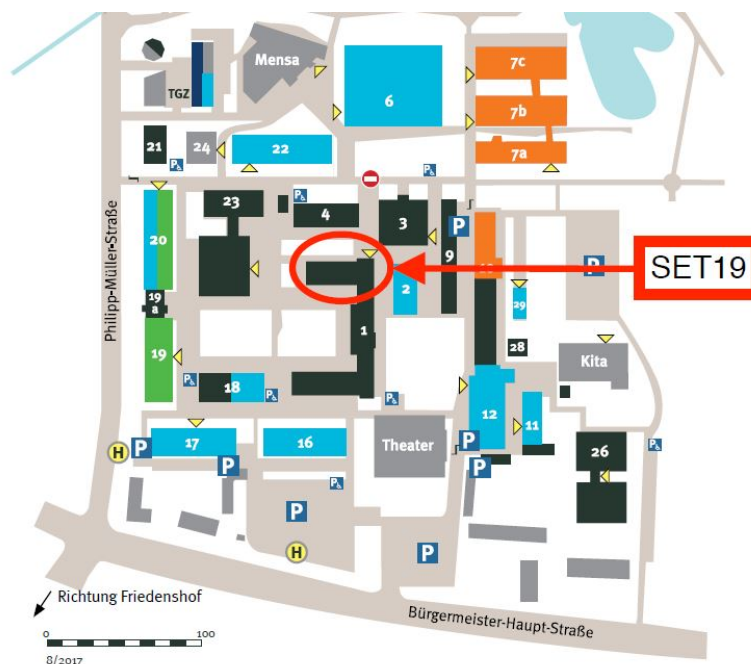 Mensa
TGZ
6
7c
7b
7a
21
24
22
P
P
P
23
4
3
P
9
20
Philipp-Müller-Straße
SET19
P
2
29
1
19
a
19
28
Kita
P
18
P
P
12
11
17
16
Theater
26
P
H
P
P
P
P
P
P
P
H
P
Richtung Friedenshof
Bürgermeister-Haupt-Straße
0
100
8/2017